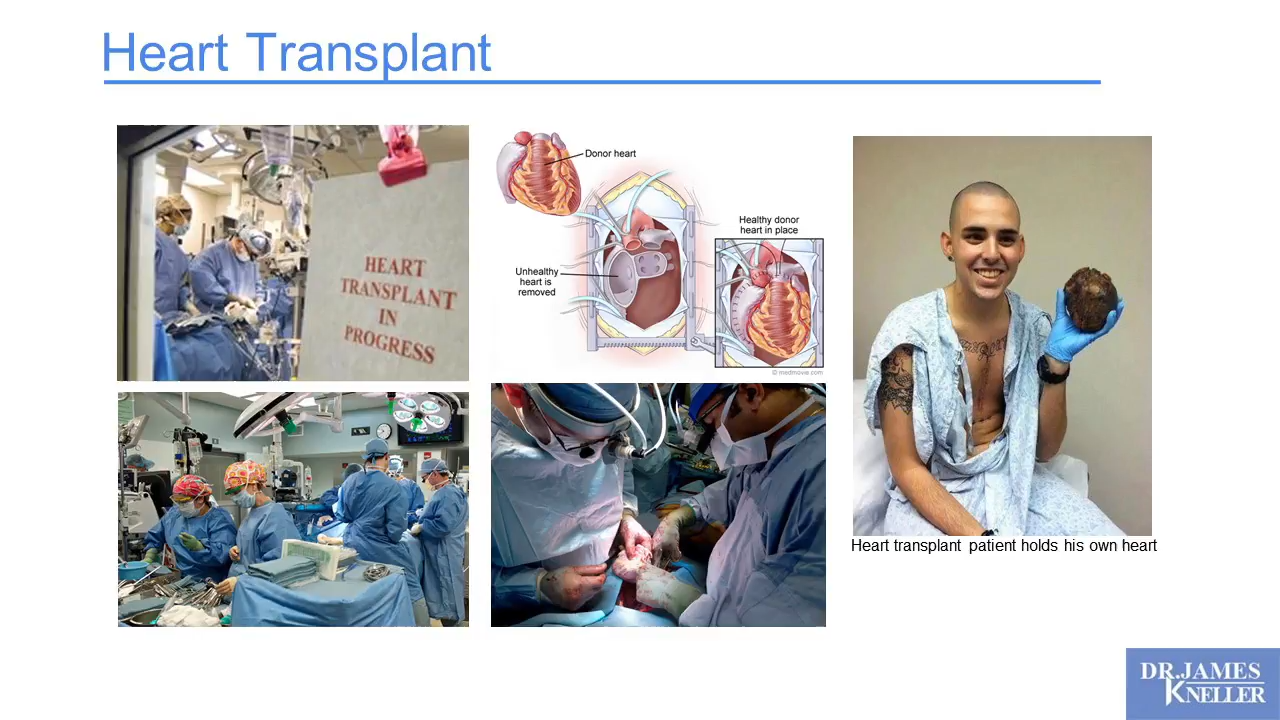 Heart Transplant
HEART
TRANSPLANT
IN
PROGRESS
Donor heart
Unhealthy
heart is
removed
Healthy donor
heart in place
© medmovie.com
Heart transplant patient holds his own heart
DR.JAMES
KNELLER